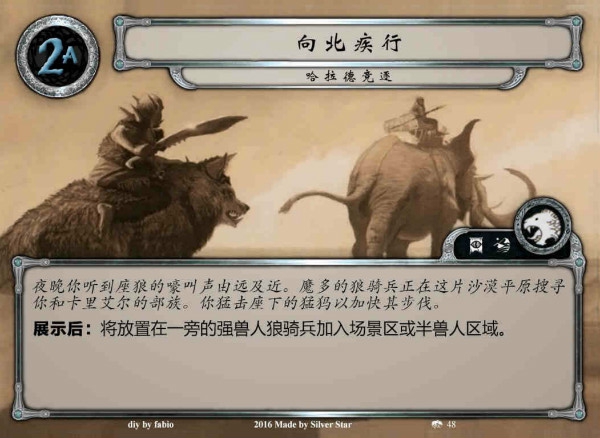 2A
向北疾行
哈拉德竞逐
夜晚你听到座狼的嚎叫声由远及近。魔多的狼骑兵正在这片沙漠平原搜寻
你和卡里艾尔的部族。你猛击座下的猛犸以加快其步伐。
展示后：将放置在一旁的强兽人狼骑兵加入场景区或半兽人区域。
diy by fabio
2016 Made by Silver Star
48